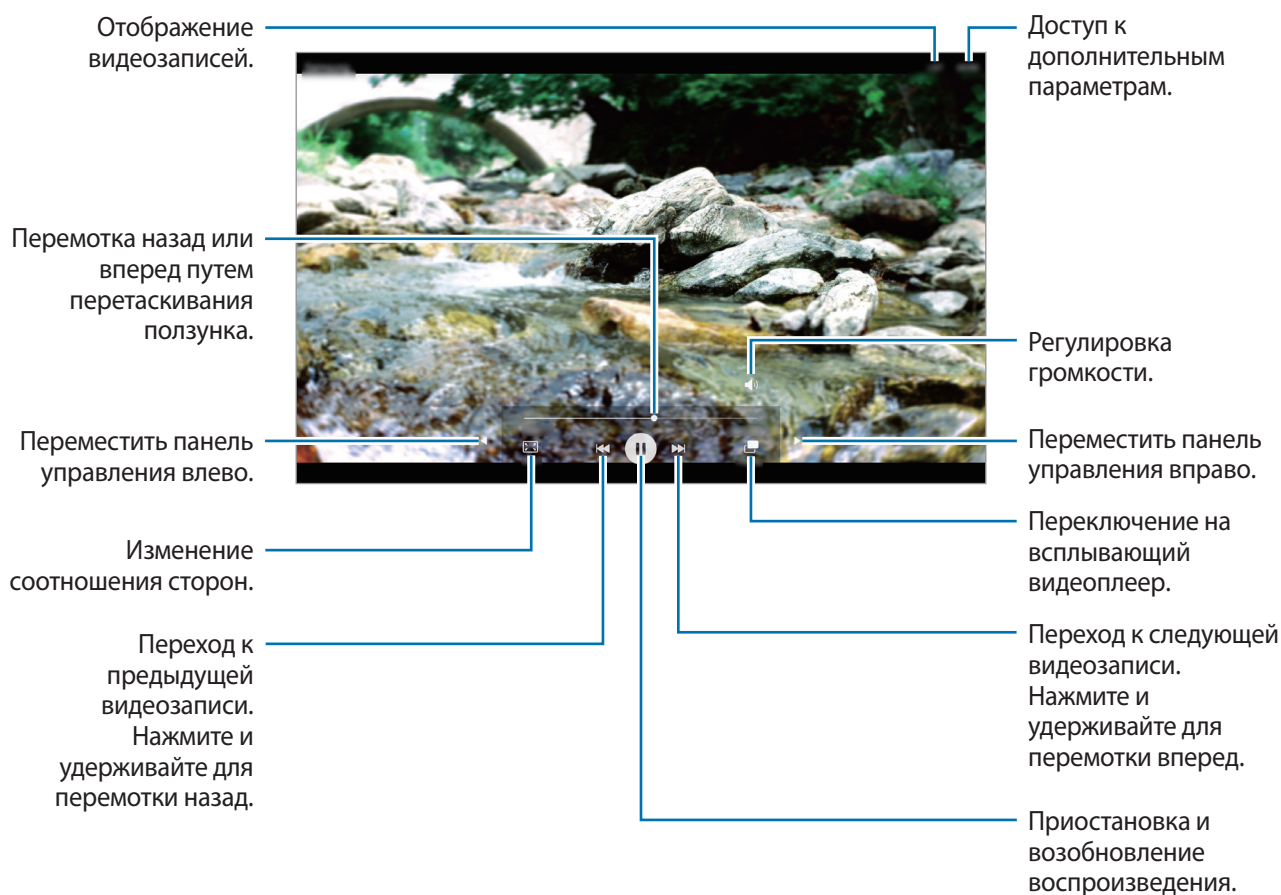 Отображение
видеозаписей.
Доступ к
дополнительным
параметрам.
Перемотка назад или
вперед путем
перетаскивания
ползунка.
Регулировка
громкости.
Переместить панель
управления влево.
Переместить панель
управления вправо.
Изменение
соотношения сторон.
Переключение на
всплывающий
видеоплеер.
Переход к
предыдущей
видеозаписи.
Нажмите и
удерживайте для
перемотки назад.
Переход к следующей
видеозаписи.
Нажмите и
удерживайте для
перемотки вперед.
Приостановка и
возобновление
воспроизведения.